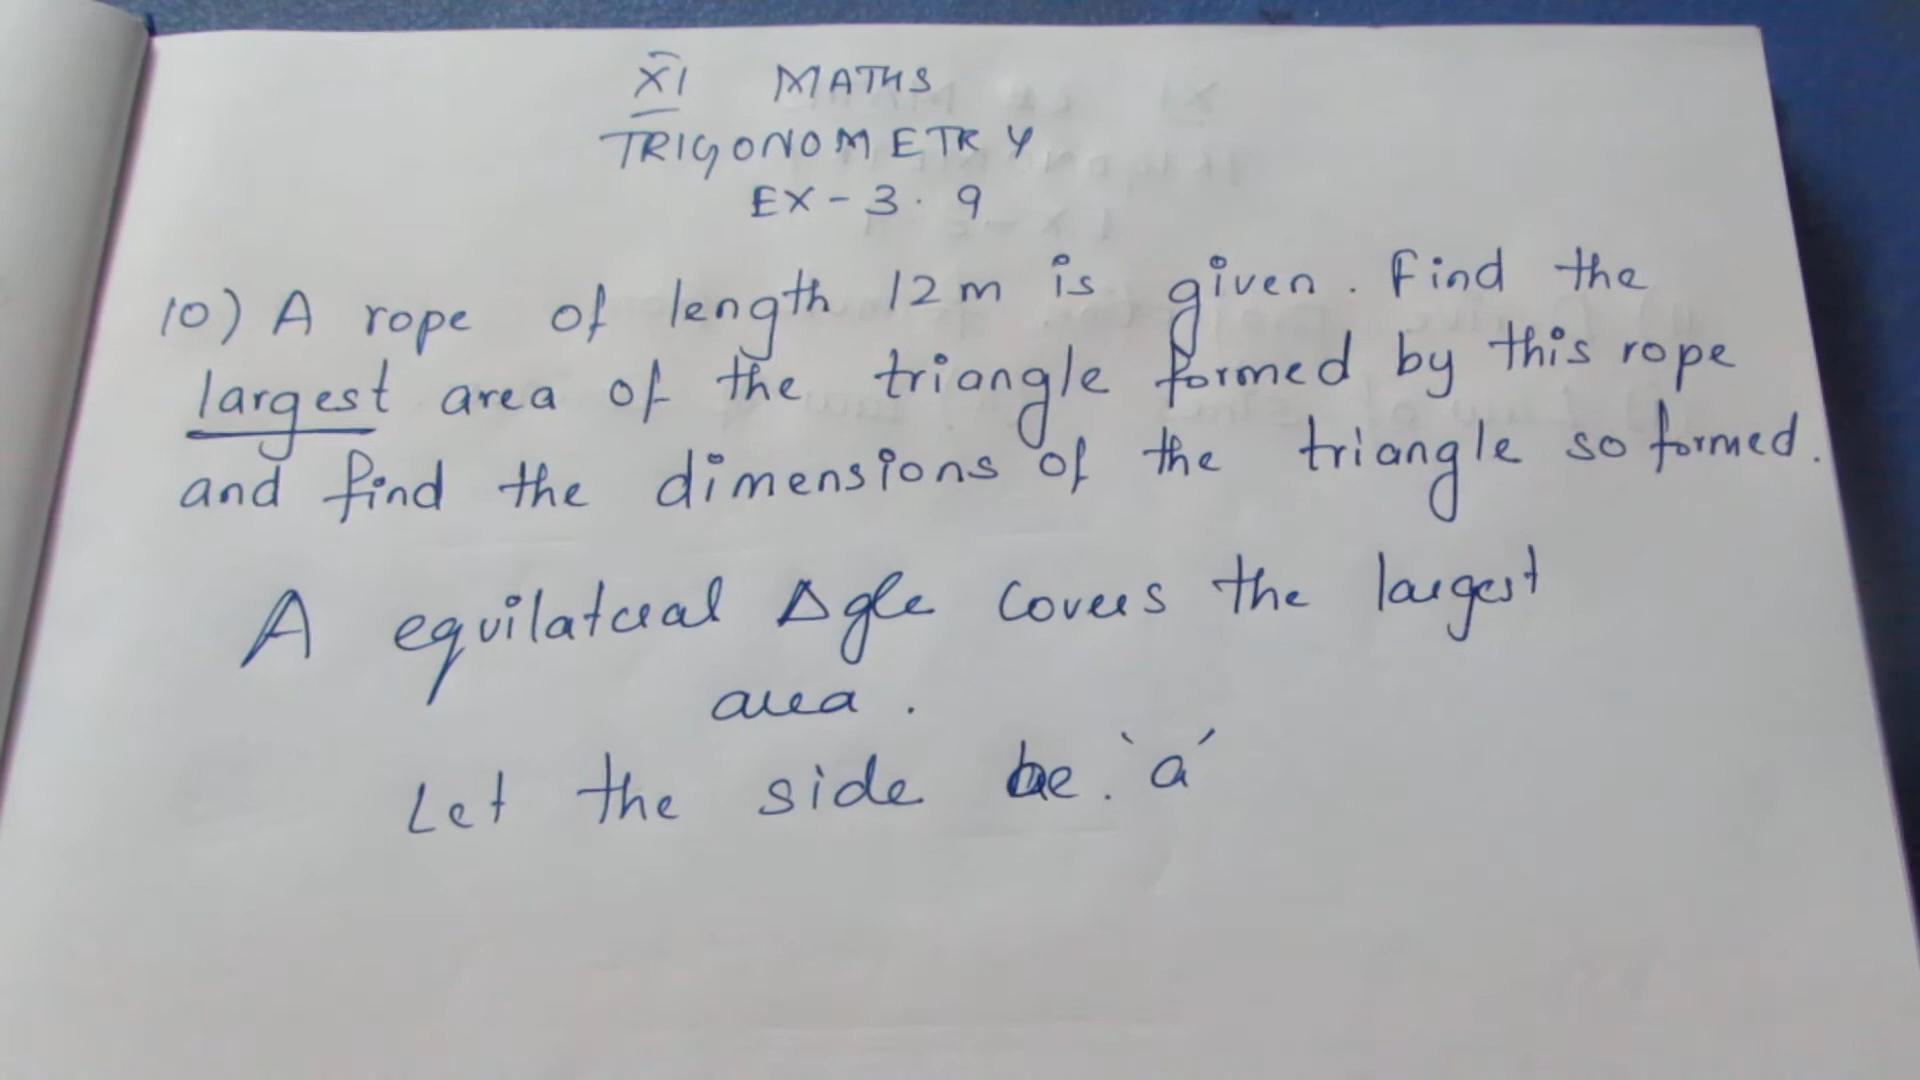 XI MATHS
TRIGONOMETRY
EX - 3.9
10) A rope of length 12m is given. Find the
largest area of the triangle formed by this rope
and find the dimensions of the triangle so formed.
A equilateral Δgle covers the largest
area.
Let the side be. 'a'